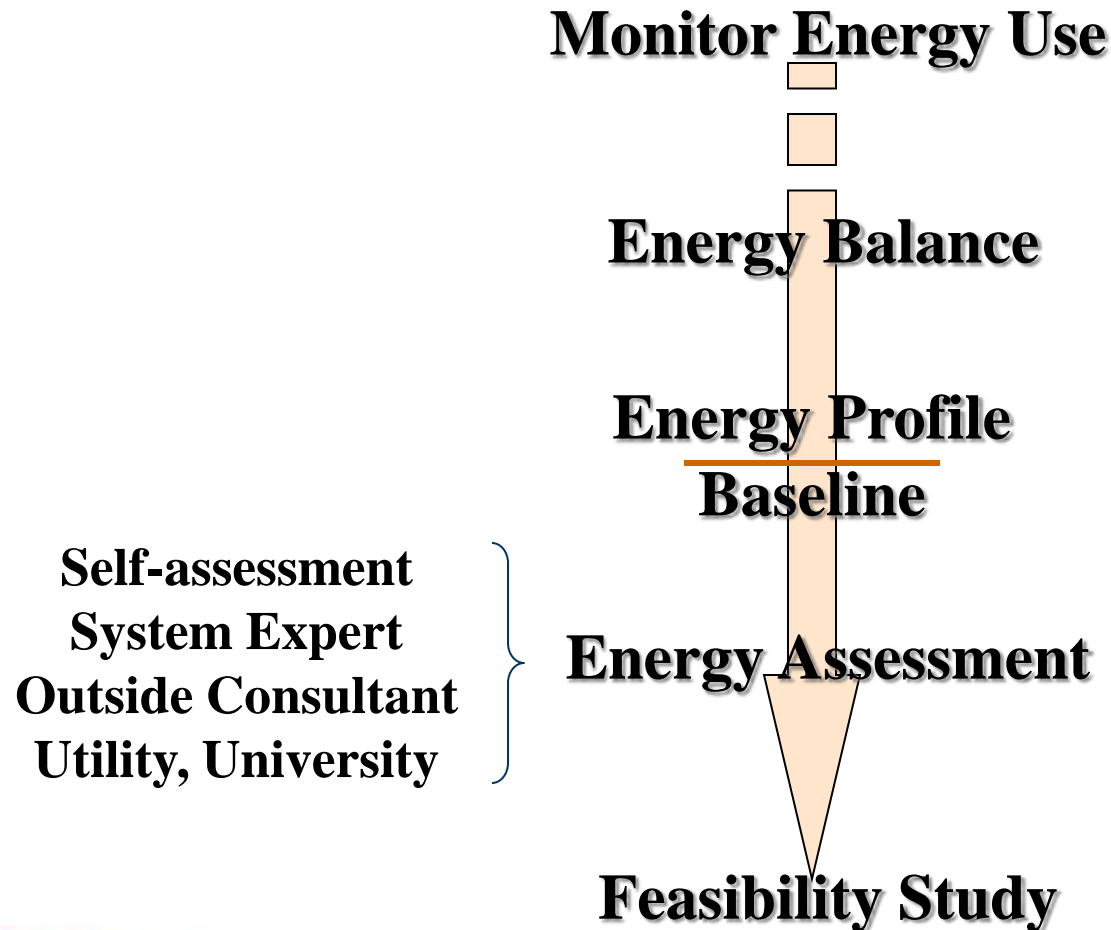 Monitor Energy Use
Energy Balance
Energy Profile
Baseline
Self-assessment
System Expert
Outside Consultant
Utility, University
Energy Assessment
Feasibility Study